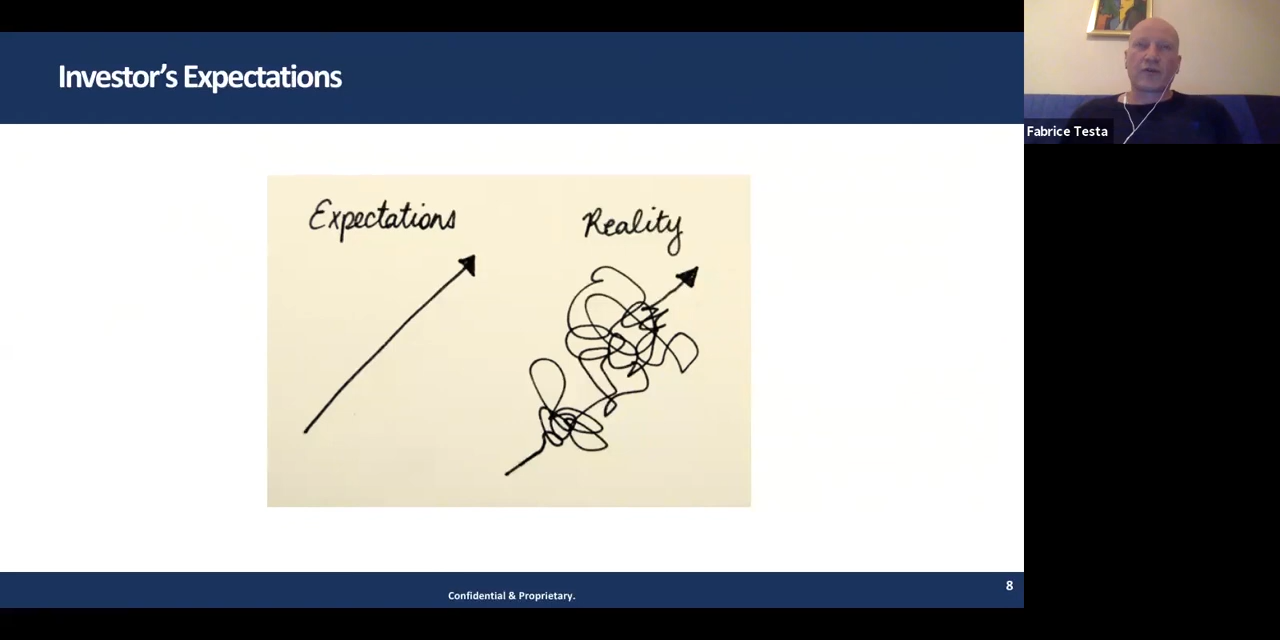 Investor's Expectations
Expectations
Reality
Confidential & Proprietary.
8
Fabrice Testa